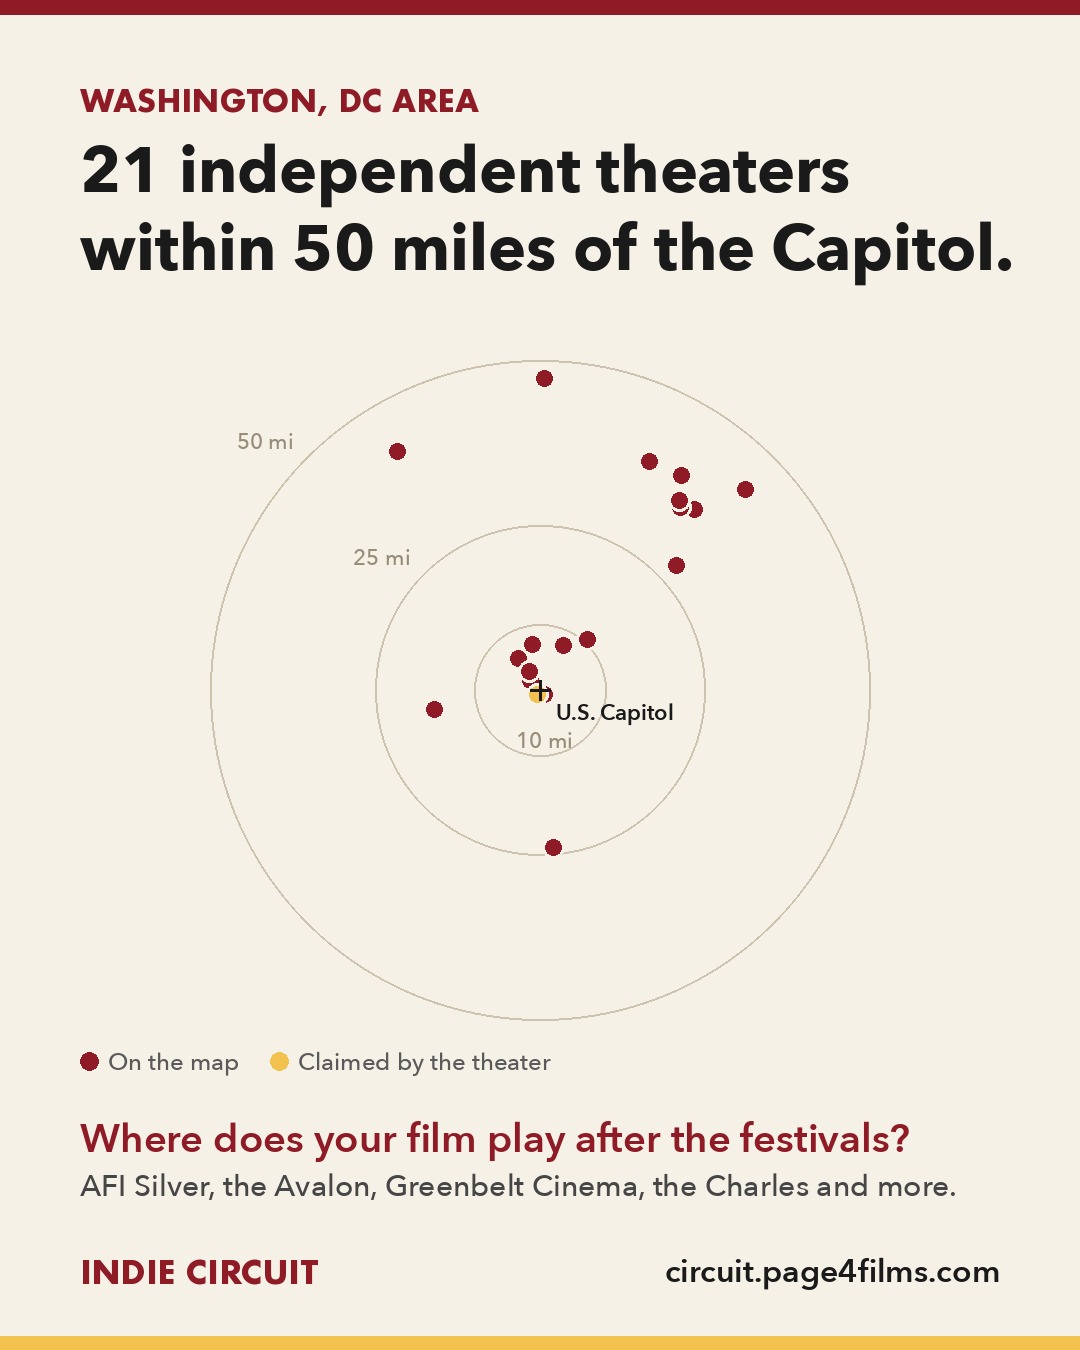 WASHINGTON, DC AREA
21 independent theaters
within 50 miles of the Capitol.
50 mi
25 mi
U.S. Capitol
10 mi
On the map
Claimed by the theater
Where does your film play after the festivals?
AFI Silver, the Avalon, Greenbelt Cinema, the Charles and more.
INDIE CIRCUIT
circuit.page4films.com